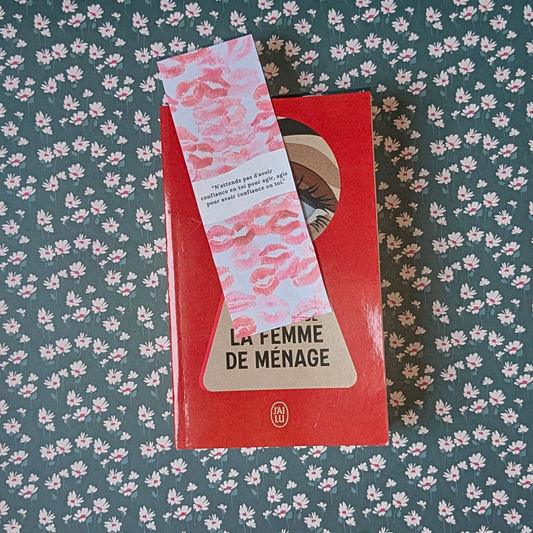 "N'attends pas d'avoir
confiance en toi pour agir, agis
pour avoir confiance en toi."
LA FEMME
DE MÉNAGE
J'AI
LU